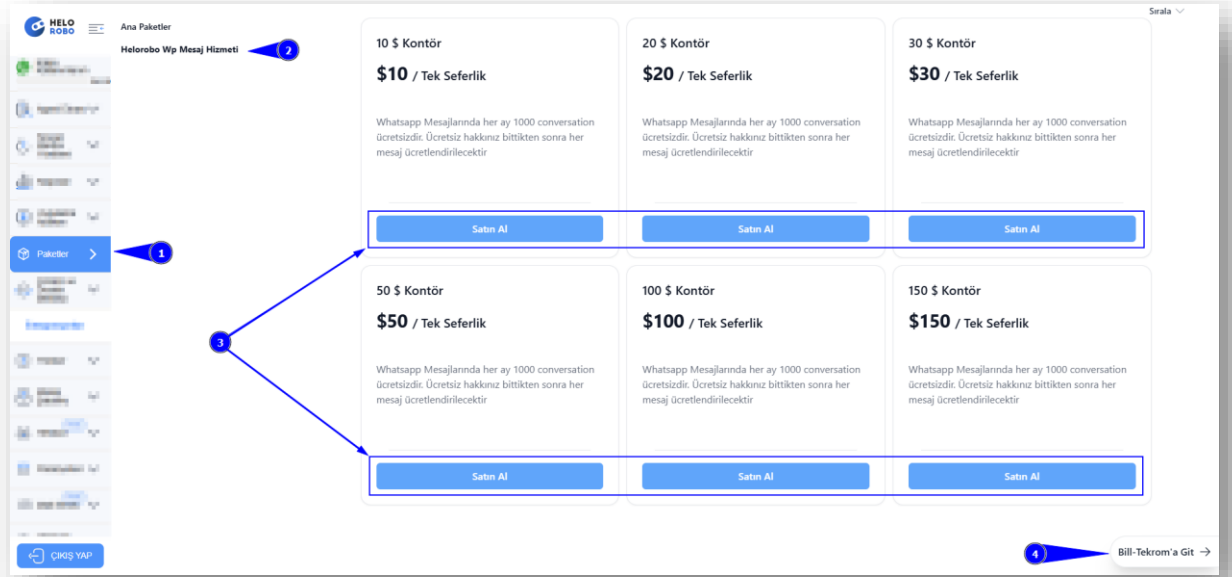 HELO
ROBO
Ana Paketler
Helorobo Wp Mesaj Hizmeti
2
Sırala
10 $ Kontör
$10 / Tek Seferlik
Whatsapp Mesajlarında her ay 1000 conversation
ücretsizdir. Ücretsiz hakkınız bittikten sonra her
mesaj ücretlendirilecektir
Satın Al
20 $ Kontör
$20 / Tek Seferlik
Whatsapp Mesajlarında her ay 1000 conversation
ücretsizdir. Ücretsiz hakkınız bittikten sonra her
mesaj ücretlendirilecektir
Satın Al
30 $ Kontör
$30 / Tek Seferlik
Whatsapp Mesajlarında her ay 1000 conversation
ücretsizdir. Ücretsiz hakkınız bittikten sonra her
mesaj ücretlendirilecektir
Satın Al
Paketler
1
3
50 $ Kontör
$50 / Tek Seferlik
Whatsapp Mesajlarında her ay 1000 conversation
ücretsizdir. Ücretsiz hakkınız bittikten sonra her
mesaj ücretlendirilecektir
Satın Al
100 $ Kontör
$100 / Tek Seferlik
Whatsapp Mesajlarında her ay 1000 conversation
ücretsizdir. Ücretsiz hakkınız bittikten sonra her
mesaj ücretlendirilecektir
Satın Al
150 $ Kontör
$150 / Tek Seferlik
Whatsapp Mesajlarında her ay 1000 conversation
ücretsizdir. Ücretsiz hakkınız bittikten sonra her
mesaj ücretlendirilecektir
Satın Al
ÇIKIŞ YAP
4
Bill-Tekrom'a Git